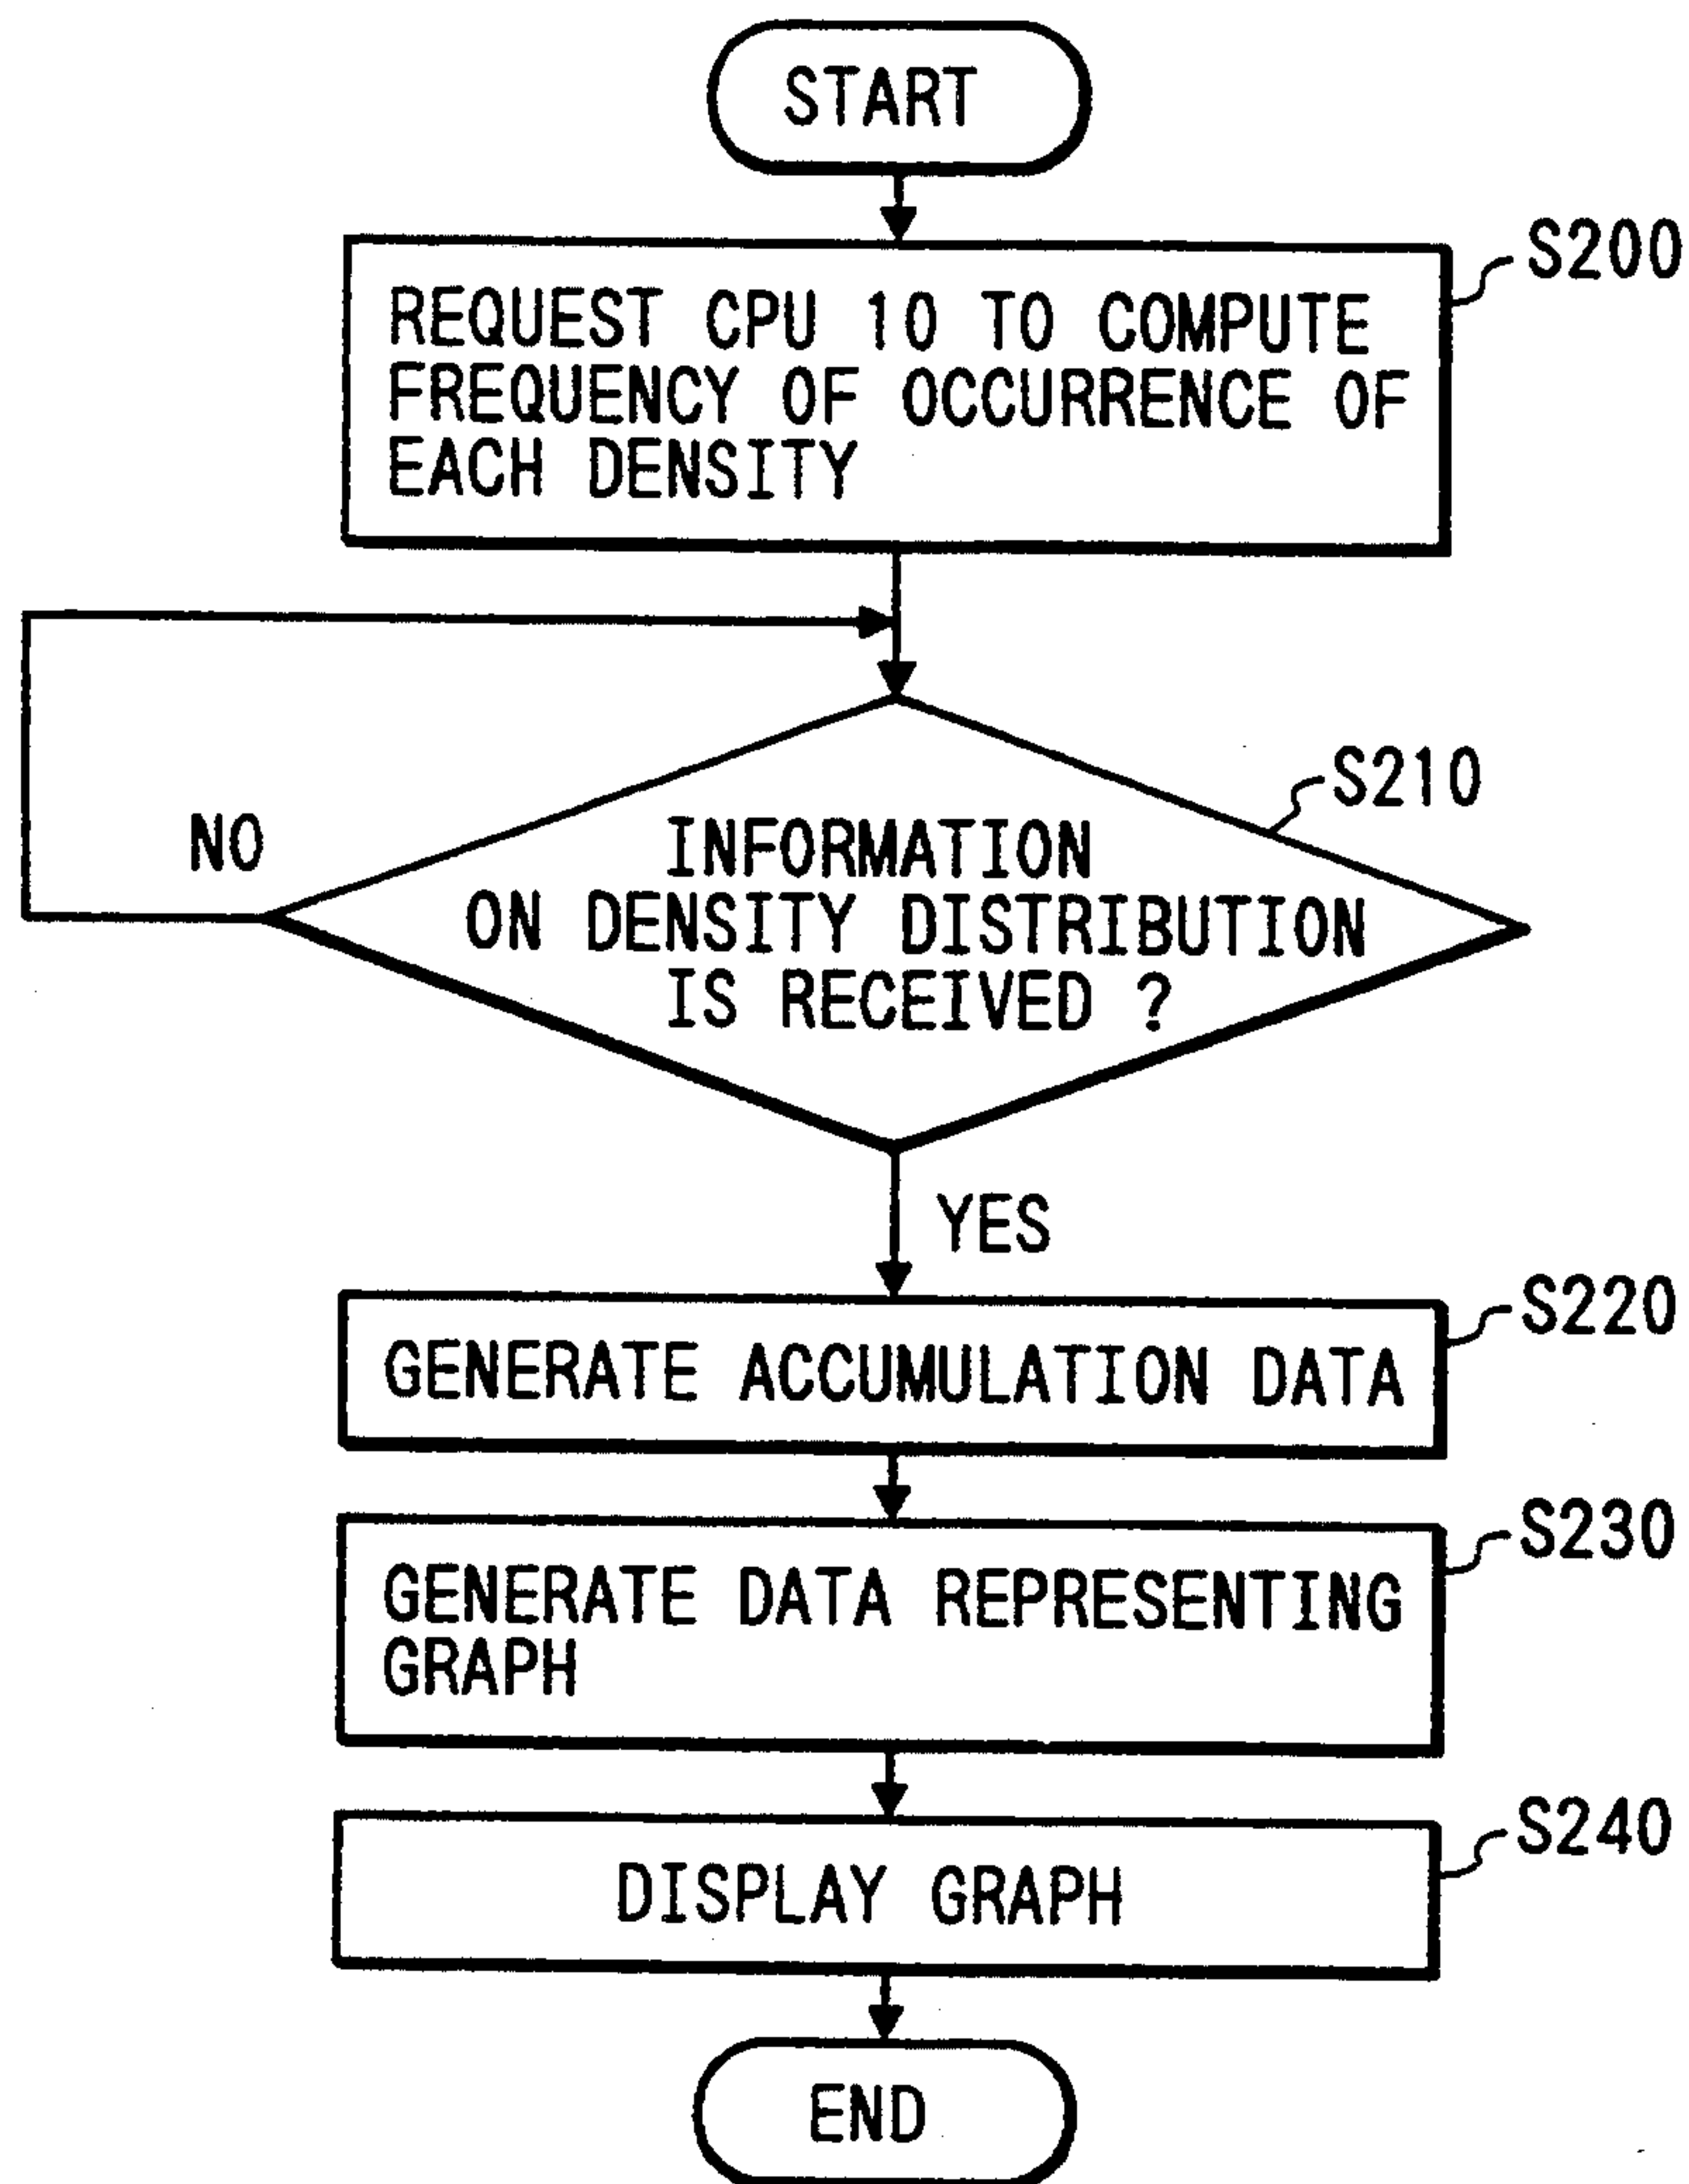 START
S200
REQUEST CPU 10 TO COMPUTE
FREQUENCY OF OCCURRENCE OF
EACH DENSITY
S210
NO
INFORMATION
ON DENSITY DISTRIBUTION
IS RECEIVED ?
YES
S220
GENERATE ACCUMULATION DATA
S230
GENERATE DATA REPRESENTING
GRAPH
S240
DISPLAY GRAPH
END